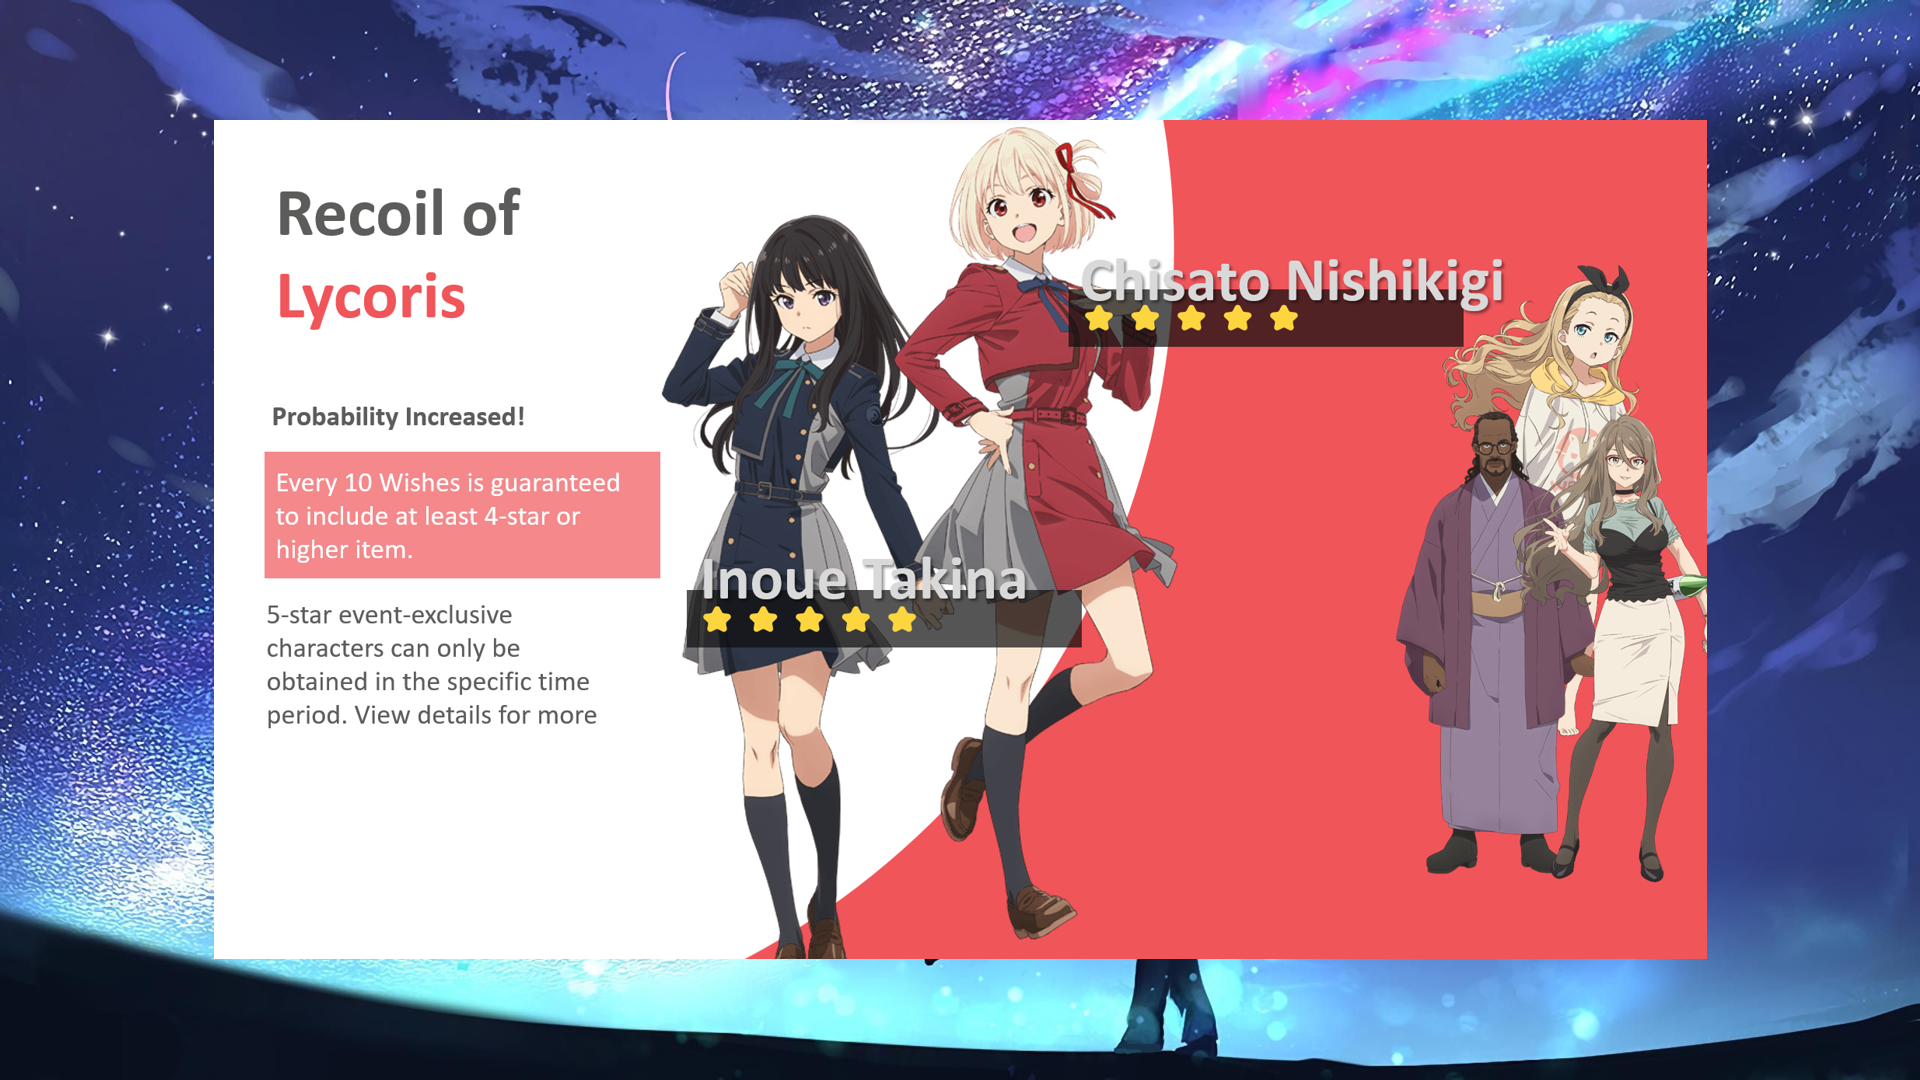 Recoil of
Lycoris
Probability Increased!
Every 10 Wishes is guaranteed
to include at least 4-star or
higher item.
5-star event-exclusive
characters can only be
obtained in the specific time
period. View details for more
Chisato Nishikigi
Inoue Takina